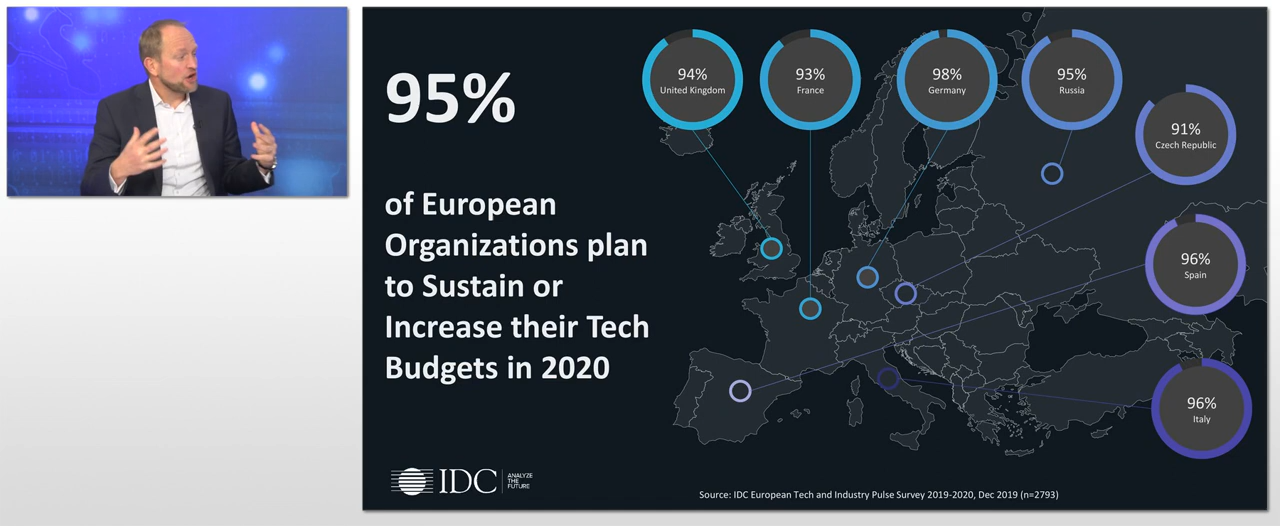 95%
of European
Organizations plan
to Sustain or
Increase their Tech
Budgets in 2020
94%
United Kingdom
93%
France
98%
Germany
95%
Russia
91%
Czech Republic
96%
Spain
96%
Italy
IDC
ANALYZE
THE
FUTURE
Source: IDC European Tech and Industry Pulse Survey 2019-2020, Dec 2019 (n=2793)